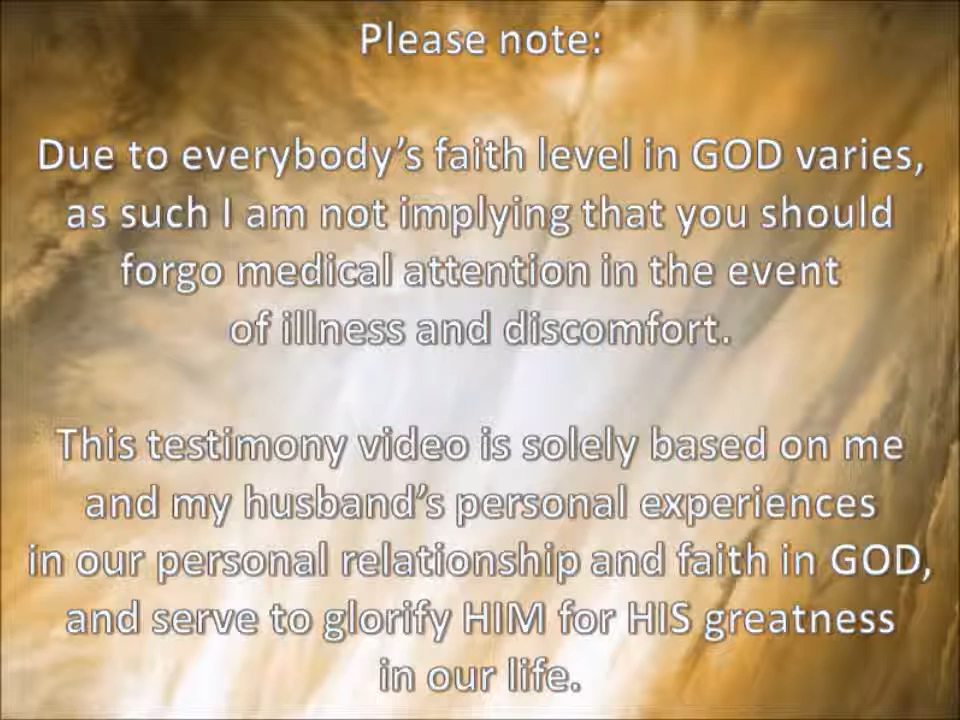 Please note:
Due to everybody's faith level in GOD varies,
as such I am not implying that you should
forgo medical attention in the event
of illness and discomfort.
This testimony video is solely based on me
and my husband's personal experiences
in our personal relationship and faith in GOD,
and serve to glorify HIM for HIS greatness
in our life.